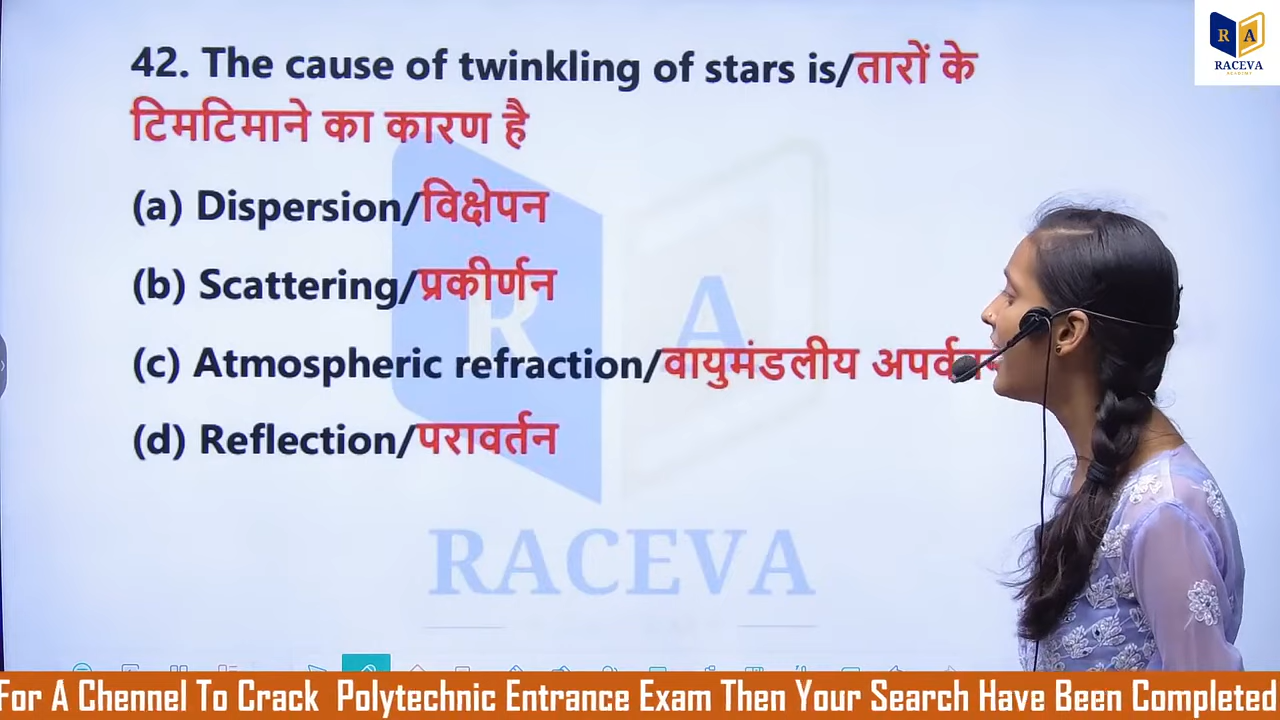 R A
RACEVA
ACADEMY
42. The cause of twinkling of stars is/तारों के
टिमटिमाने का कारण है
(a) Dispersion/विक्षेपन
(b) Scattering/प्रकीर्णन
(c) Atmospheric refraction/वायुमंडलीय
(d) Reflection/परावर्तन
R A
RACEVA
For A Chennel To Crack Polytechnic Entrance Exam Then Your Search Have Been Completed